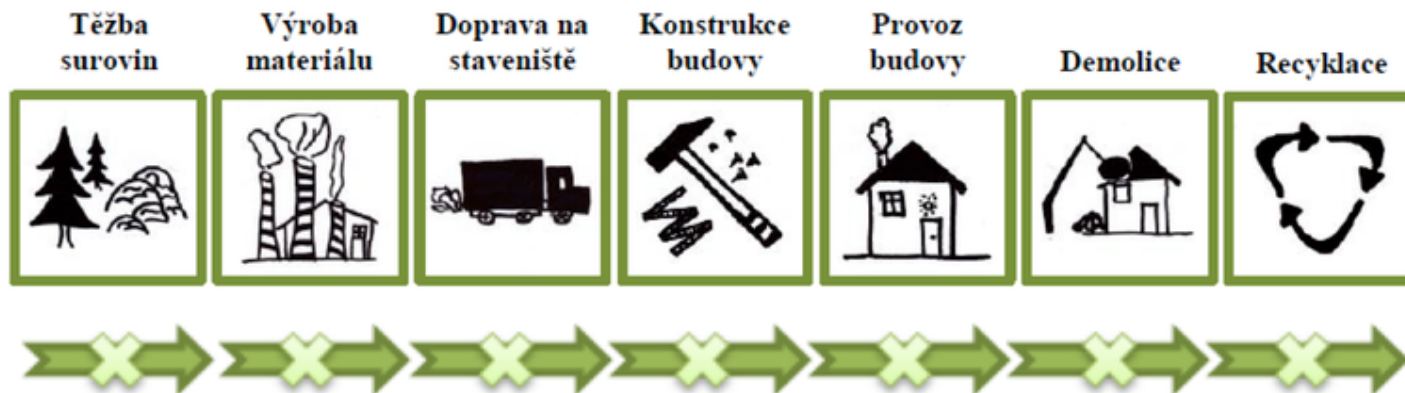 Těžba
surovin
Výroba
materiálu
Doprava na
staveniště
Konstrukce
budovy
Provoz
budovy
Demolice
Recyklace